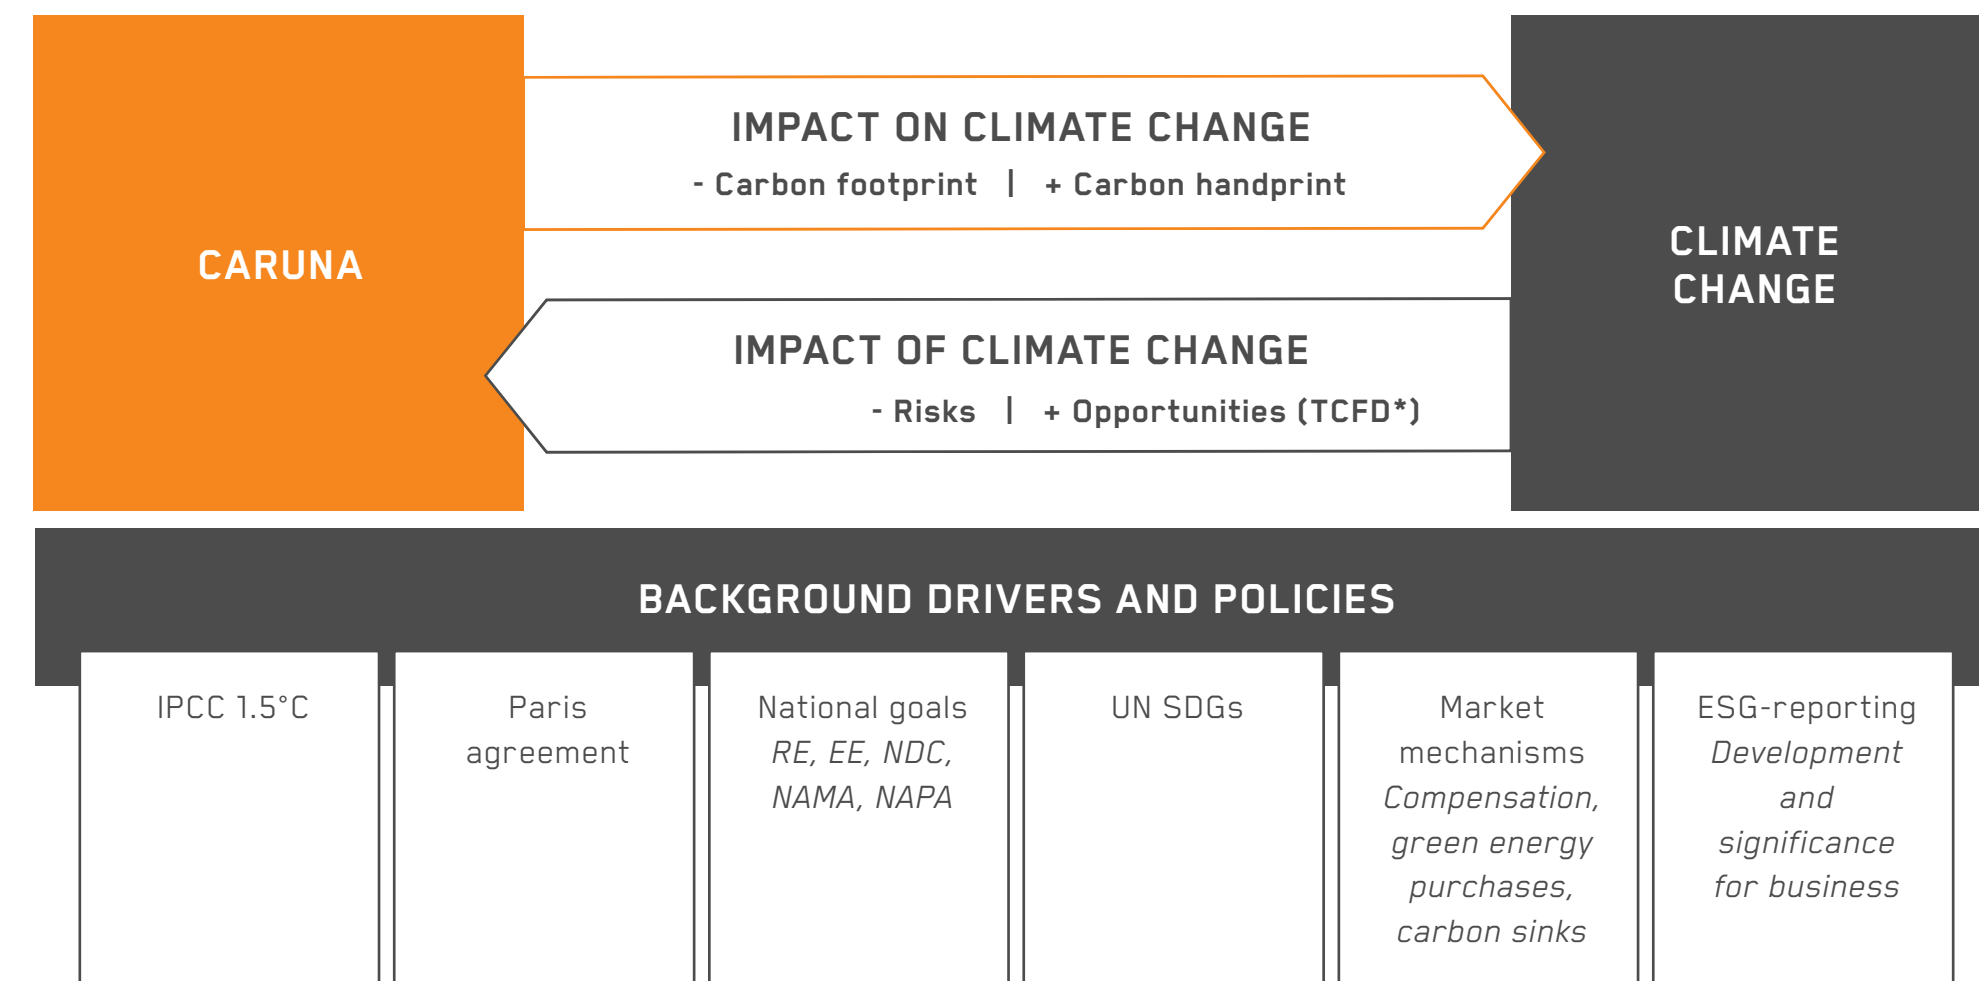 CARUNA
IMPACT ON CLIMATE CHANGE
- Carbon footprint | + Carbon handprint
IMPACT OF CLIMATE CHANGE
- Risks | + Opportunities (TCFD*)
CLIMATE
CHANGE
BACKGROUND DRIVERS AND POLICIES
IPCC 1.5°C
Paris
agreement
National goals
RE, EE, NDC,
NAMA, NAPA
UN SDGs
Market
mechanisms
Compensation,
green energy
purchases,
carbon sinks
ESG-reporting
Development
and
significance
for business